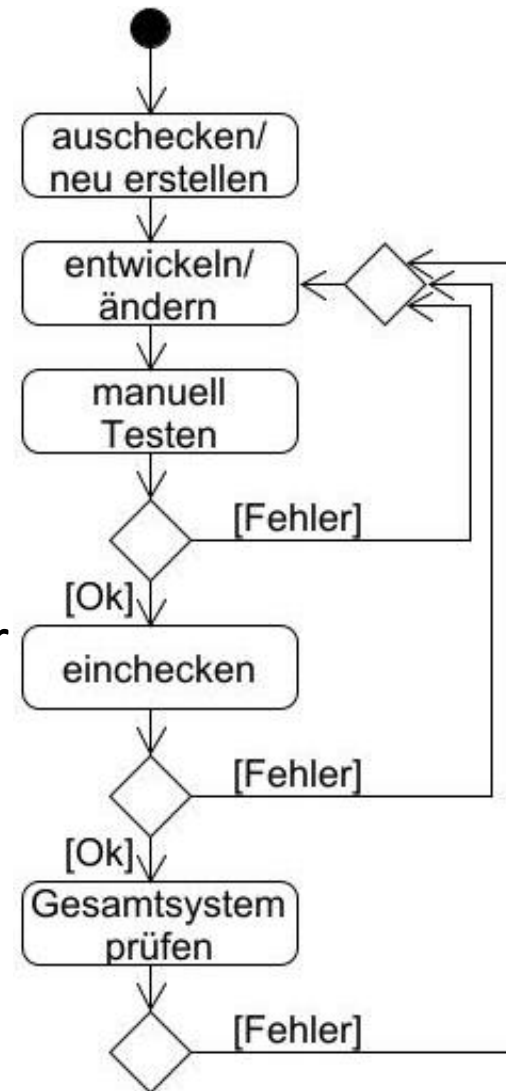 auschecken/
neu erstellen
entwickeln/
ändern
manuell
Testen
[Fehler]
[Ok]
r
einchecken
[Fehler]
[Ok]
Gesamtsystem
prüfen
[Fehler]